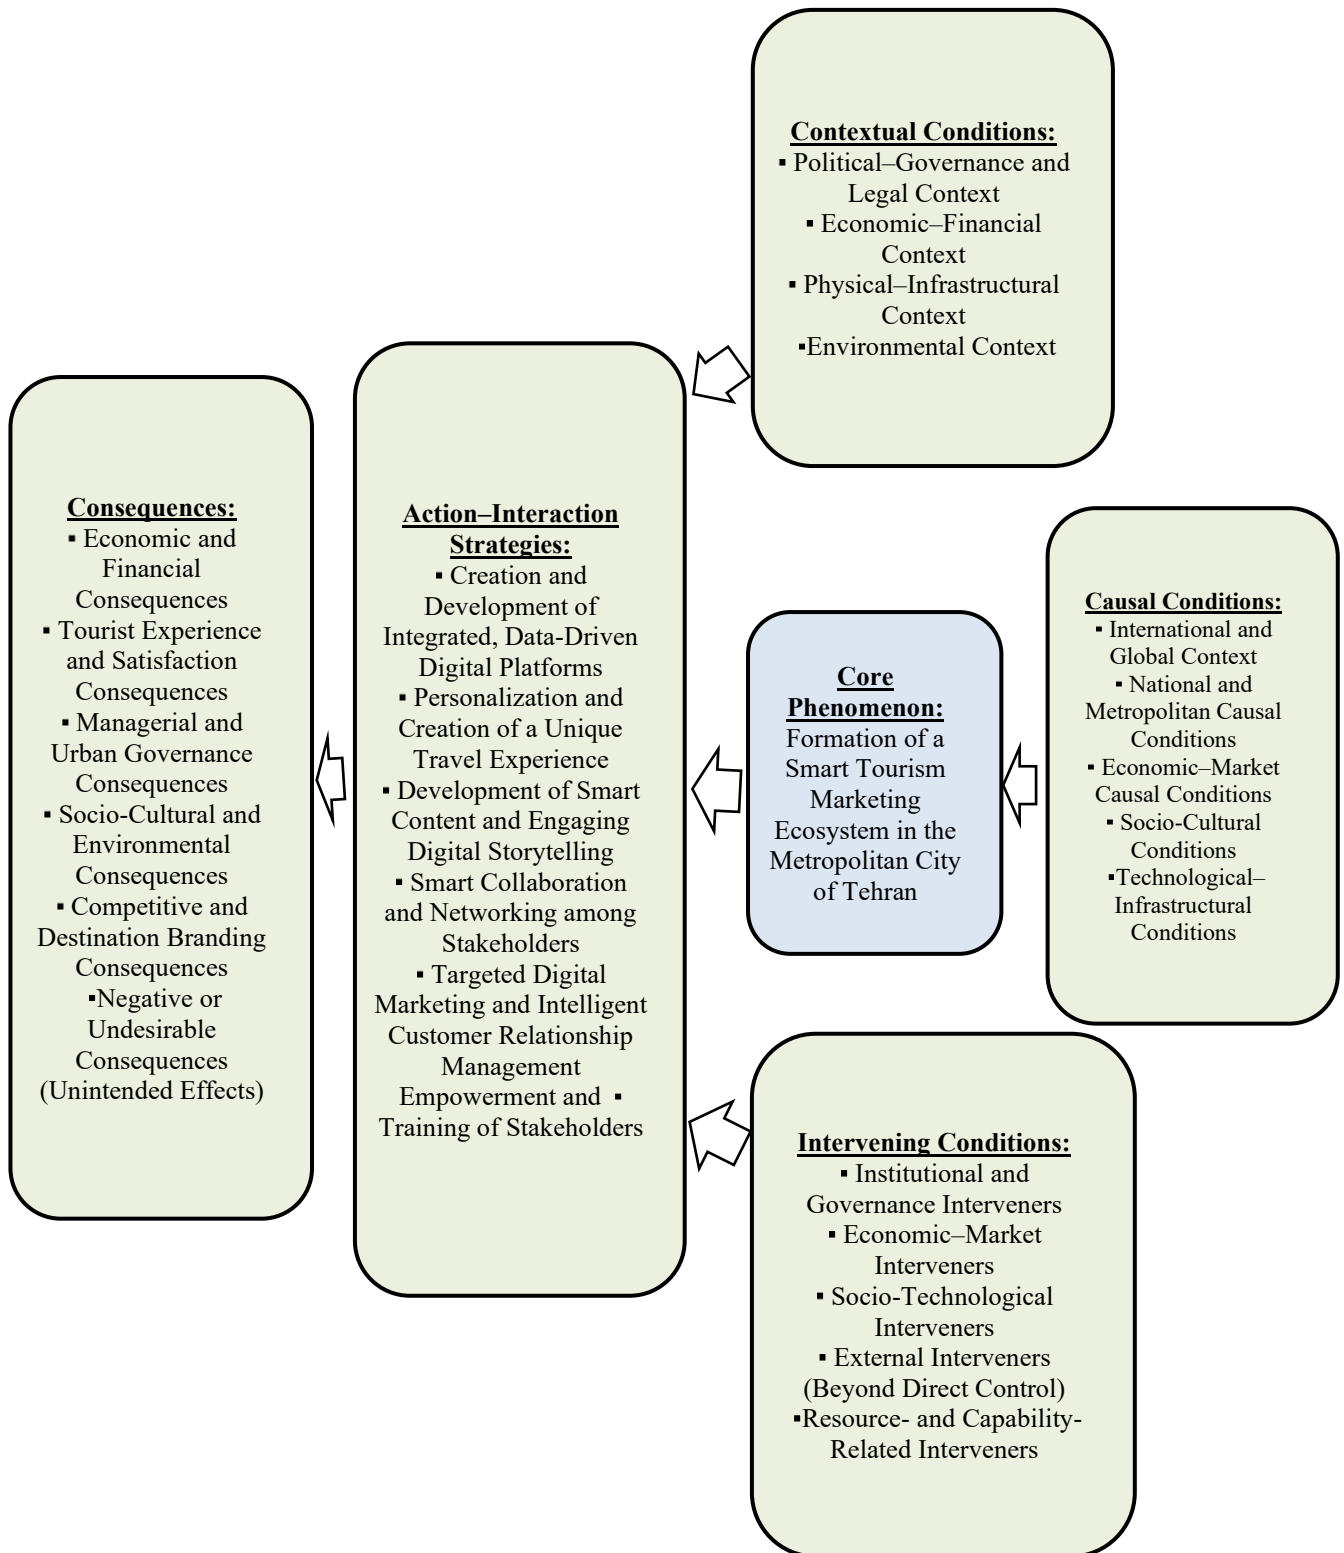 Contextual Conditions:
▪ Political–Governance and
Legal Context
▪ Economic–Financial
Context
▪ Physical–Infrastructural
Context
▪Environmental Context
Consequences:
▪ Economic and
Financial
Consequences
▪ Tourist Experience
and Satisfaction
Consequences
▪ Managerial and
Urban Governance
Consequences
▪ Socio-Cultural and
Environmental
Consequences
▪ Competitive and
Destination Branding
Consequences
▪Negative or
Undesirable
Consequences
(Unintended Effects)
Action–Interaction
Strategies:
▪ Creation and
Development of
Integrated, Data-Driven
Digital Platforms
▪ Personalization and
Creation of a Unique
Travel Experience
▪ Development of Smart
Content and Engaging
Digital Storytelling
▪ Smart Collaboration
and Networking among
Stakeholders
▪ Targeted Digital
Marketing and Intelligent
Customer Relationship
Management
Empowerment and ▪
Training of Stakeholders
Core
Phenomenon:
Formation of a
Smart Tourism
Marketing
Ecosystem in the
Metropolitan City
of Tehran
Causal Conditions:
▪ International and
Global Context
▪ National and
Metropolitan Causal
Conditions
▪ Economic–Market
Causal Conditions
▪ Socio-Cultural
Conditions
▪Technological–
Infrastructural
Conditions
Intervening Conditions:
▪ Institutional and
Governance Interveners
▪ Economic–Market
Interveners
▪ Socio-Technological
Interveners
▪ External Interveners
(Beyond Direct Control)
▪Resource- and Capability-
Related Interveners